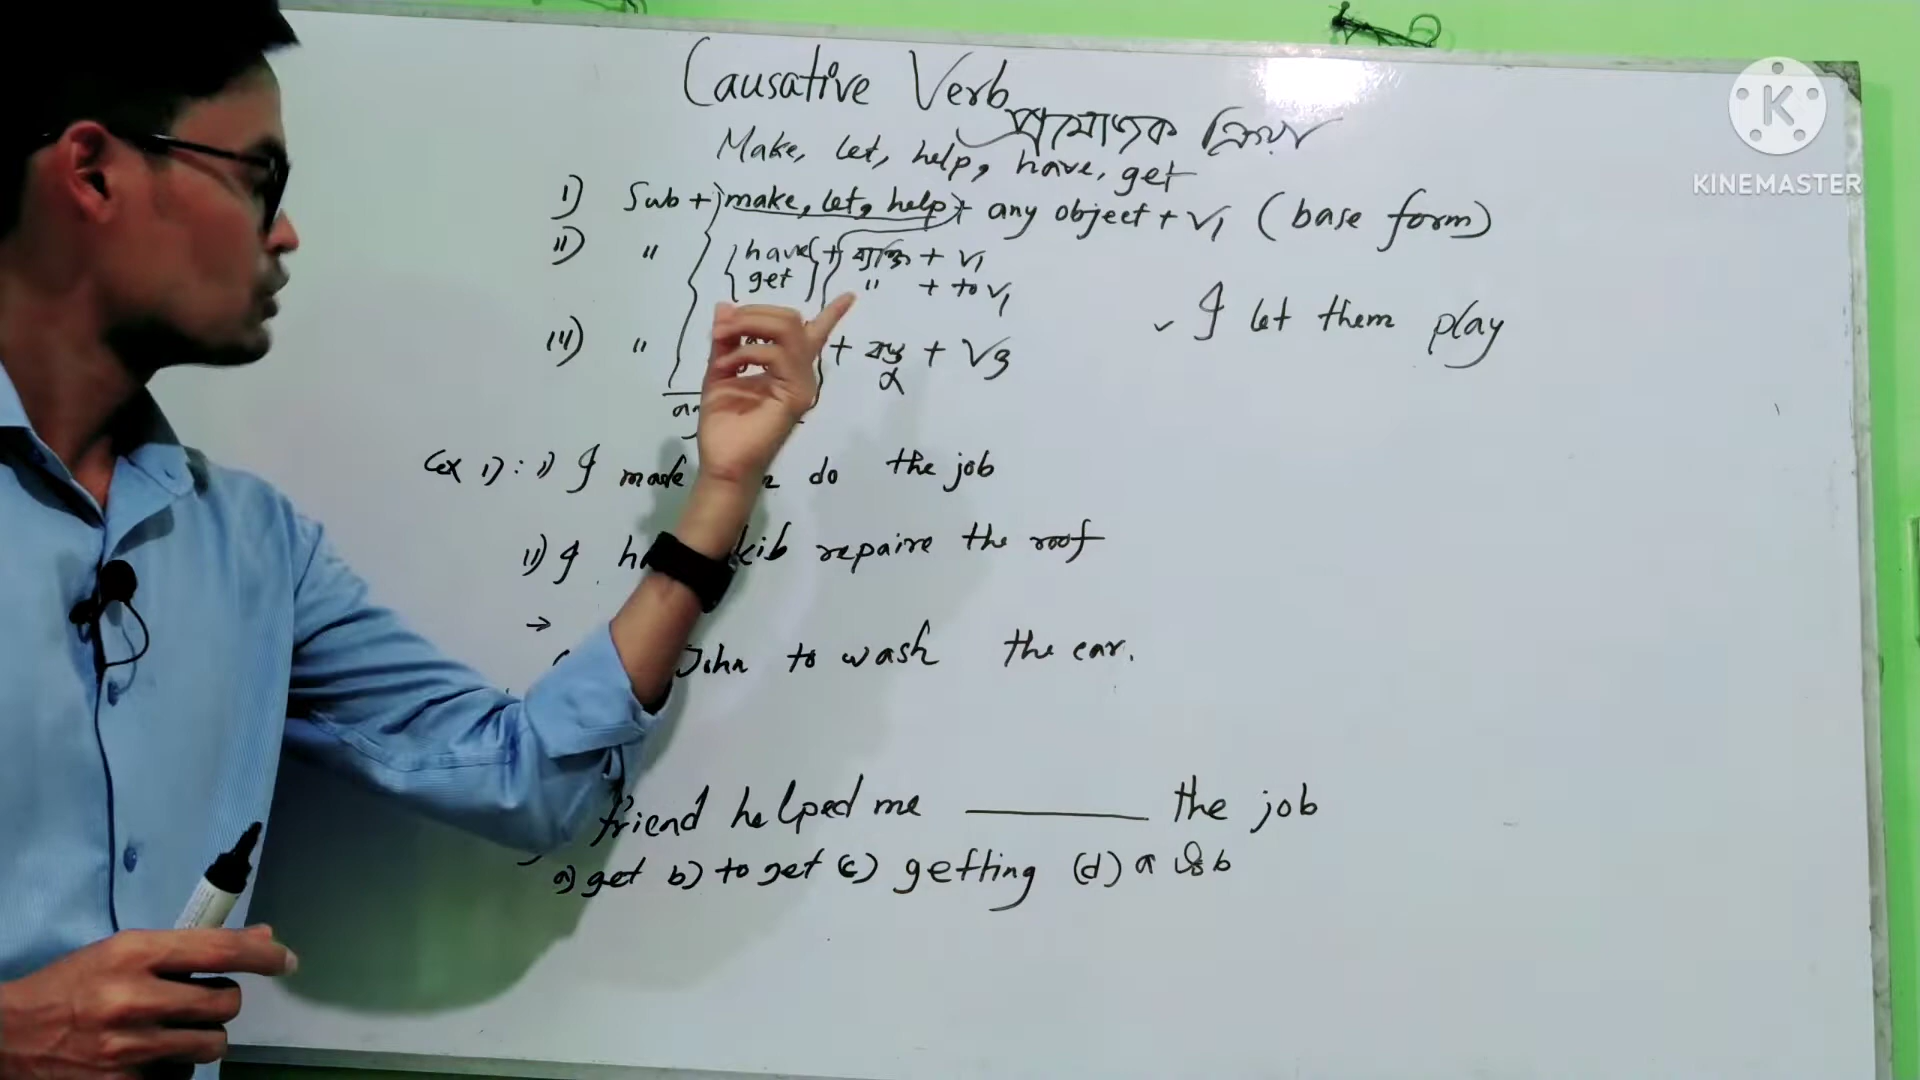 Causative Verb
প্রযোজক ক্রিয়া
Make, let, help, have, get
i) Sub + make, let, help + any object + V1 (base form)
ii) " have + ব্যক্তি + V1
get " + to V1
iii) " + বস্তু + V3
✓ I let them play
ex i): i) I made do the job
ii) I repaire the roof
→
John to wash the car.
friend helped me ______ the job
a) get b) to get (c) getting (d) a & b
K
KINEMASTER